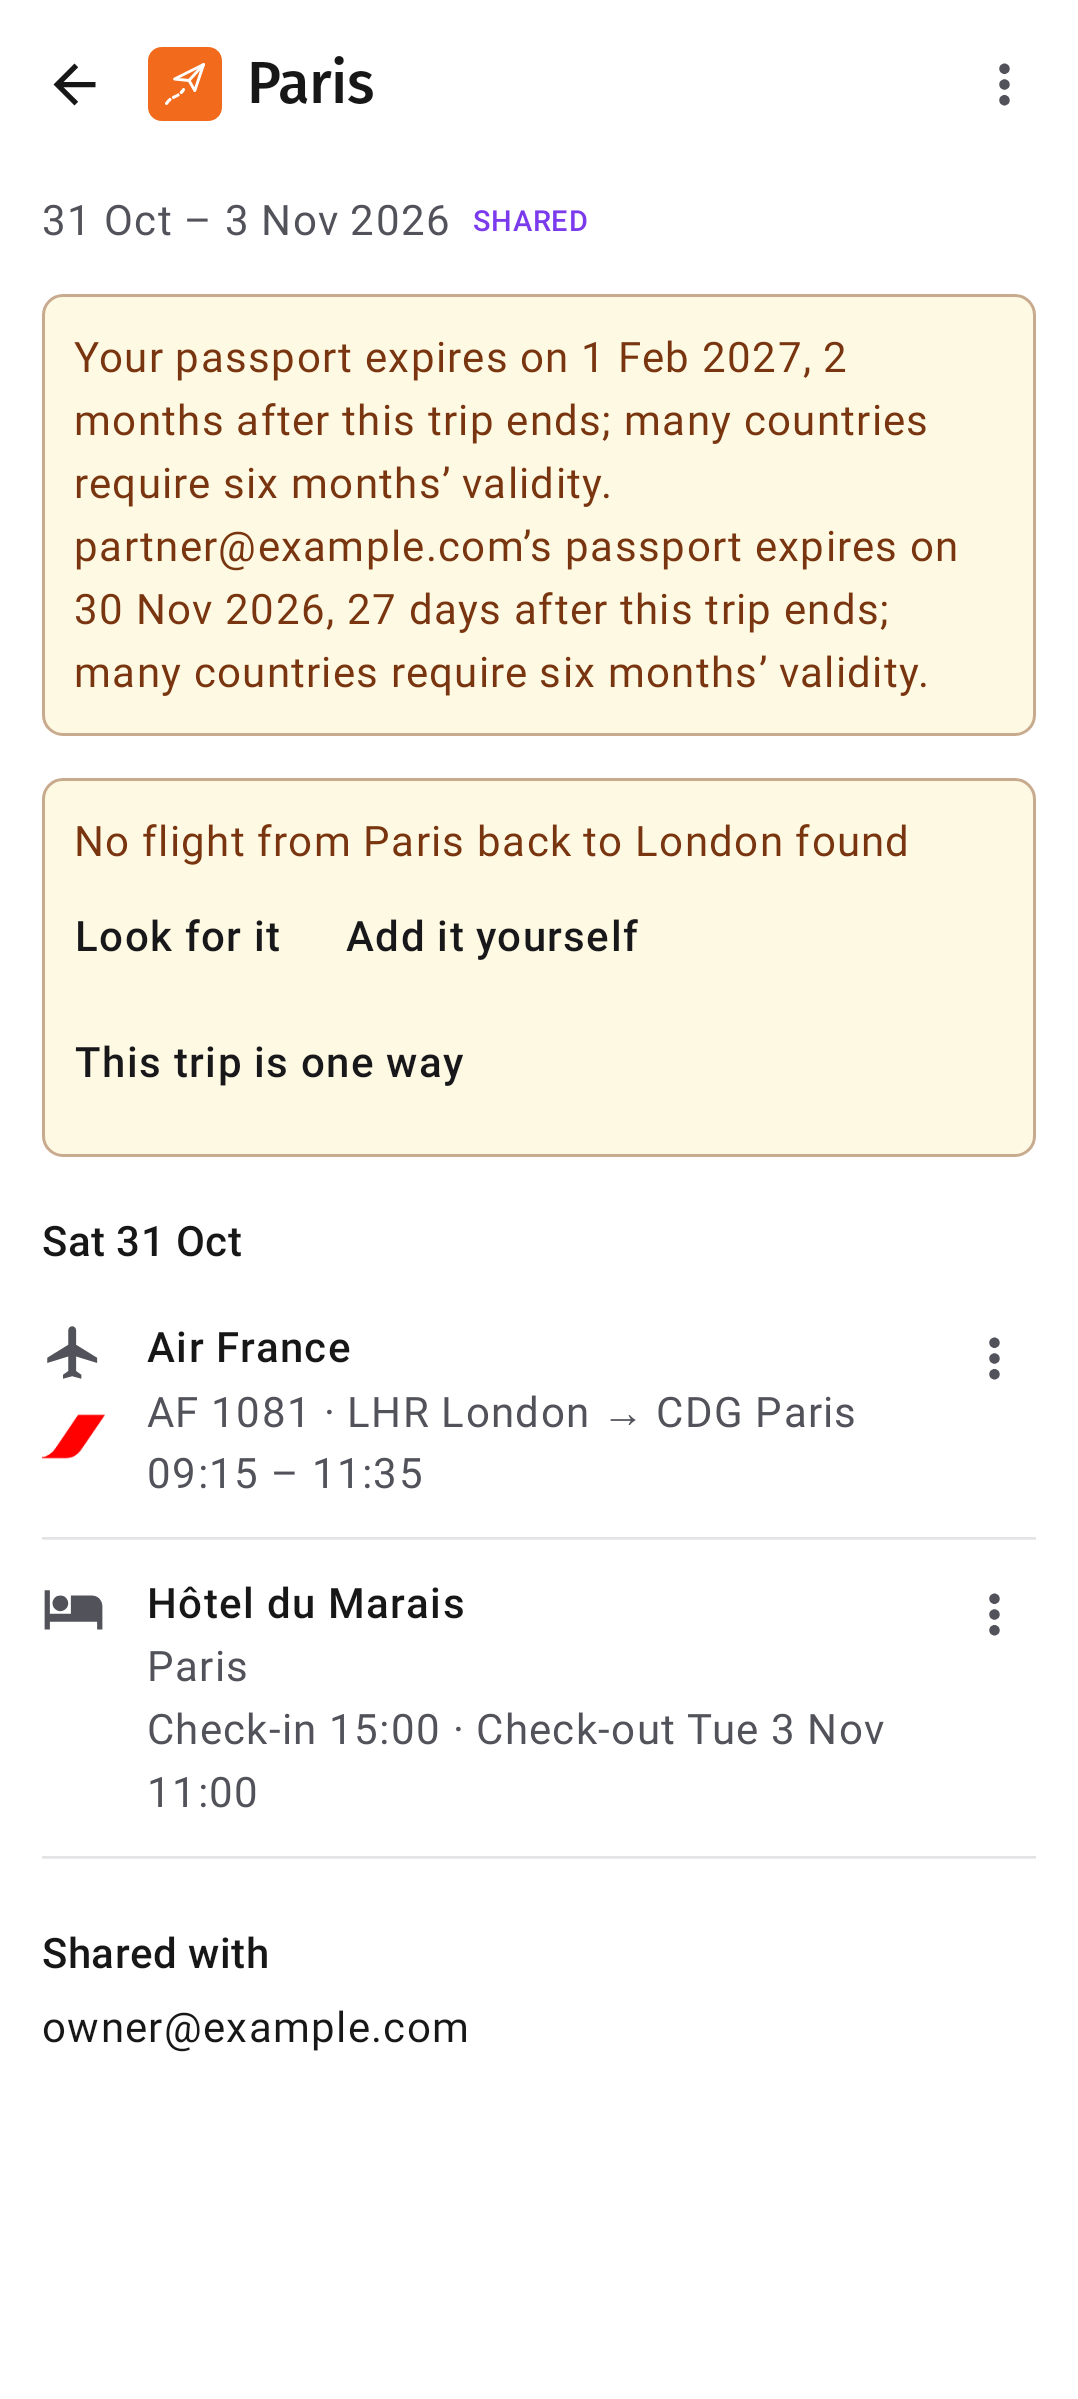 Paris
31 Oct – 3 Nov 2026 SHARED
Your passport expires on 1 Feb 2027, 2
months after this trip ends; many countries
require six months’ validity.
partner@example.com’s passport expires on
30 Nov 2026, 27 days after this trip ends;
many countries require six months’ validity.
No flight from Paris back to London found
Look for it Add it yourself
This trip is one way
Sat 31 Oct
Air France
AF 1081 · LHR London → CDG Paris
09:15 – 11:35
Hôtel du Marais
Paris
Check-in 15:00 · Check-out Tue 3 Nov
11:00
Shared with
owner@example.com